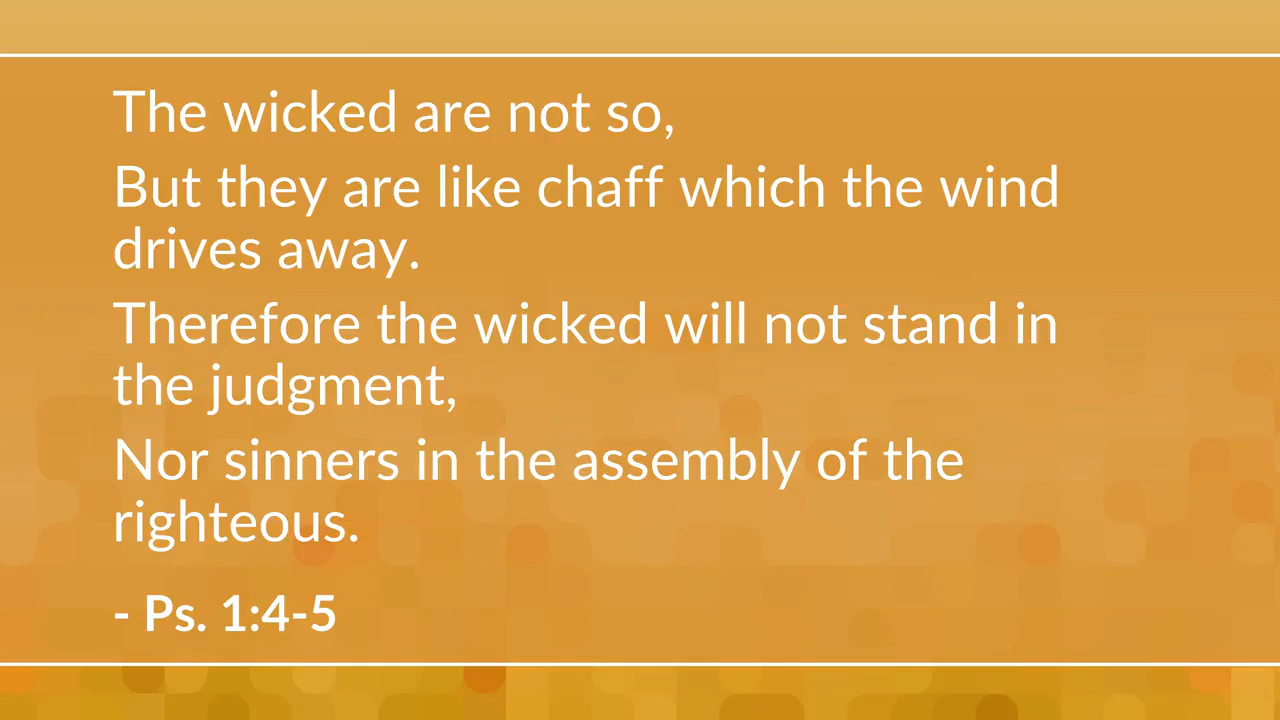 The wicked are not so,
But they are like chaff which the wind
drives away.
Therefore the wicked will not stand in
the judgment,
Nor sinners in the assembly of the
righteous.
- Ps. 1:4-5